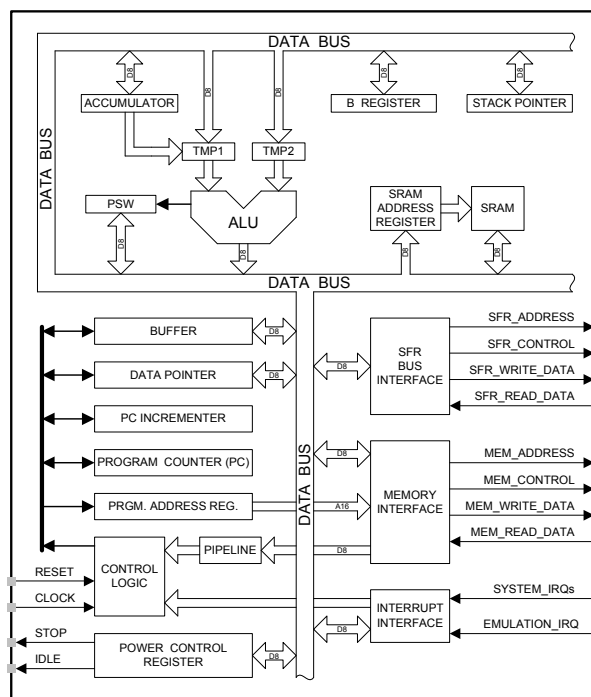 DATA BUS
D8
D8
D8
D8
D8
ACCUMULATOR
B REGISTER
STACK POINTER
DATA BUS
TMP1
TMP2
PSW
ALU
SRAM
ADDRESS
REGISTER
SRAM
D8
D8
D8
D8
DATA BUS
BUFFER
D8
SFR
BUS
INTERFACE
D8
SFR_ADDRESS
SFR_CONTROL
SFR_WRITE_DATA
SFR_READ_DATA
DATA POINTER
D8
PC INCREMENTER
PROGRAM COUNTER (PC)
PRGM. ADDRESS REG.
DATA BUS
D8
A16
D8
MEMORY
INTERFACE
MEM_ADDRESS
MEM_CONTROL
MEM_WRITE_DATA
MEM_READ_DATA
CONTROL
LOGIC
PIPELINE
RESET
CLOCK
INTERRUPT
INTERFACE
SYSTEM_IRQs
EMULATION_IRQ
D8
STOP
IDLE
POWER CONTROL
REGISTER
D8